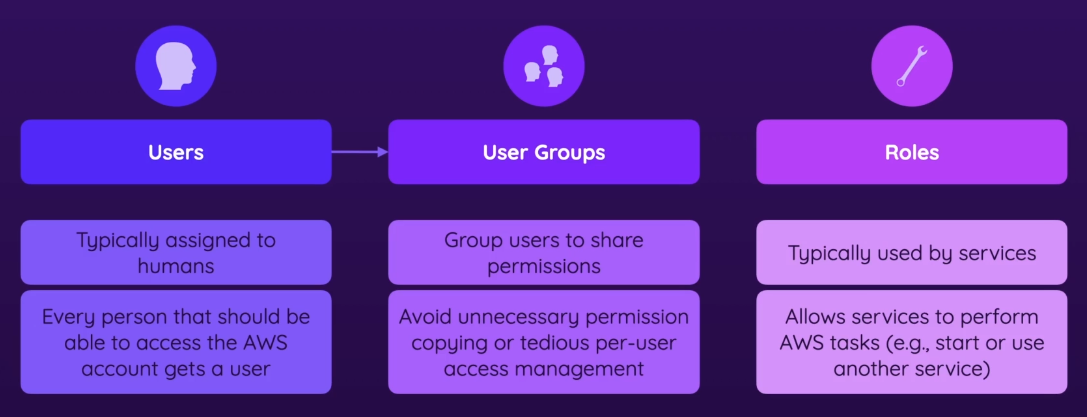 Users
User Groups
Roles
Typically assigned to
humans
Group users to share
permissions
Typically used by services
Every person that should be
able to access the AWS
account gets a user
Avoid unnecessary permission
copying or tedious per-user
access management
Allows services to perform
AWS tasks (e.g., start or use
another service)